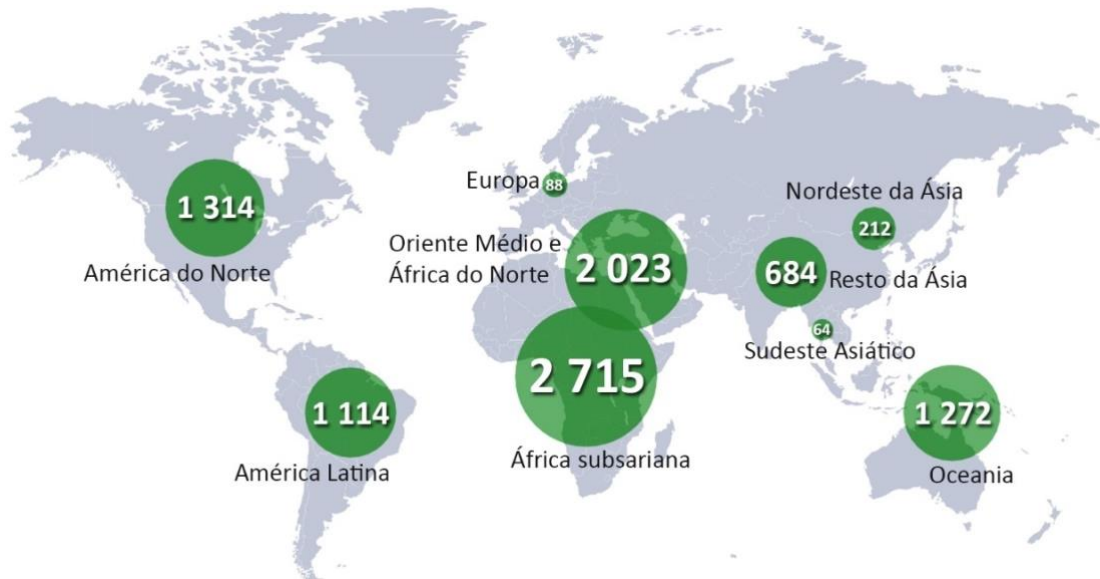 1 314
América do Norte
Europa 88
Oriente Médio e
África do Norte
2 023
Nordeste da Ásia
212
684
Resto da Ásia
64
Sudeste Asiático
2 715
África subsariana
1 114
América Latina
1 272
Oceania